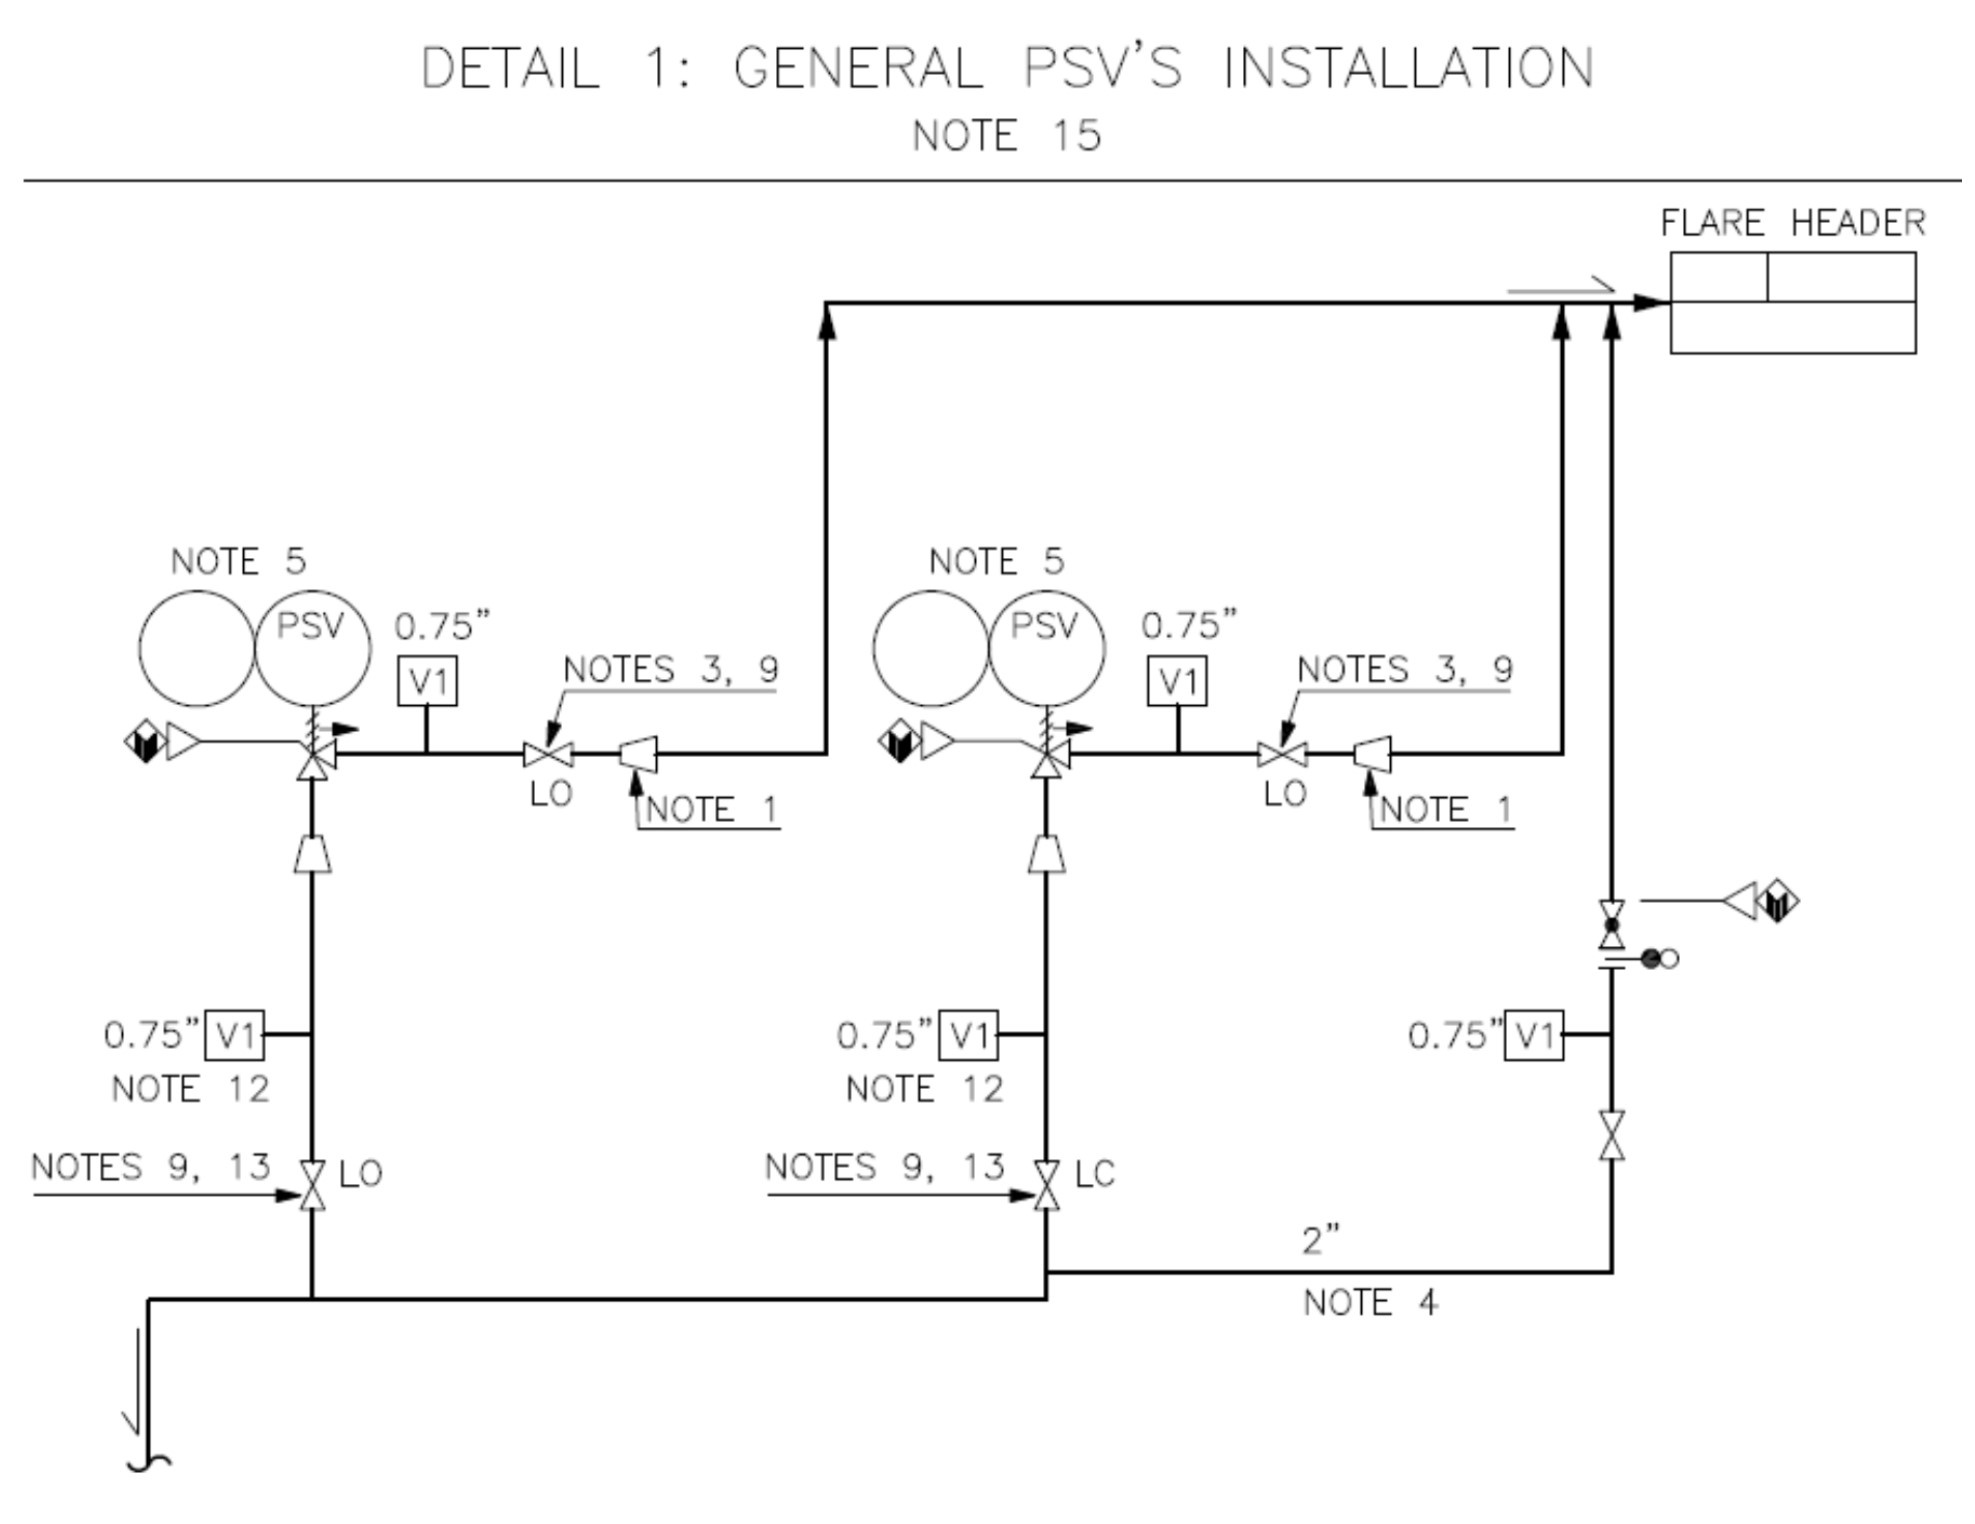 DETAIL 1: GENERAL PSV'S INSTALLATION
NOTE 15
FLARE HEADER
NOTE 5
PSV
0.75"
V1
NOTES 3, 9
LO
NOTE 1
NOTE 5
PSV
0.75"
V1
NOTES 3, 9
LO
NOTE 1
0.75"
V1
NOTE 12
NOTES 9, 13
LO
0.75"
V1
NOTE 12
NOTES 9, 13
LC
0.75"
V1
2"
NOTE 4